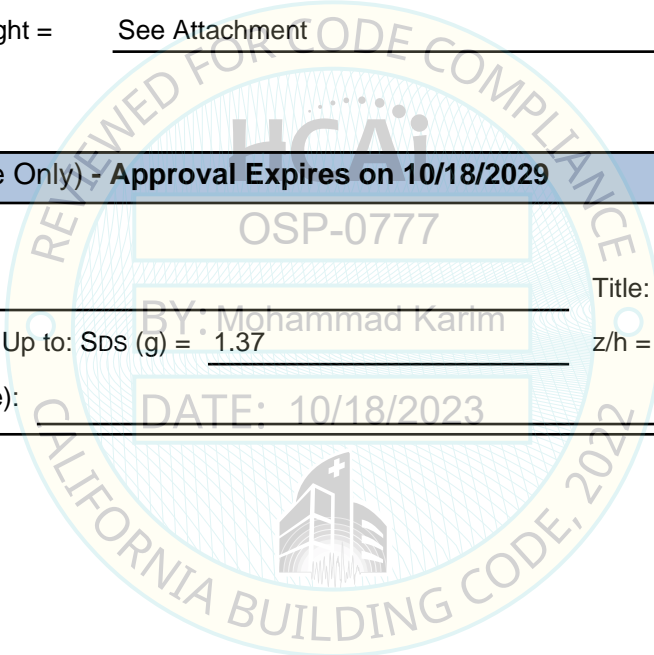 ght = See Attachment
REVIEWED FOR CODE COMPLIANCE
HCAi
e Only) - Approval Expires on 10/18/2029
OSP-0777
Title:
BY: Mohammad Karim
Up to: SDS (g) = 1.37 z/h =
e):
DATE: 10/18/2023
CALIFORNIA BUILDING CODE, 2022